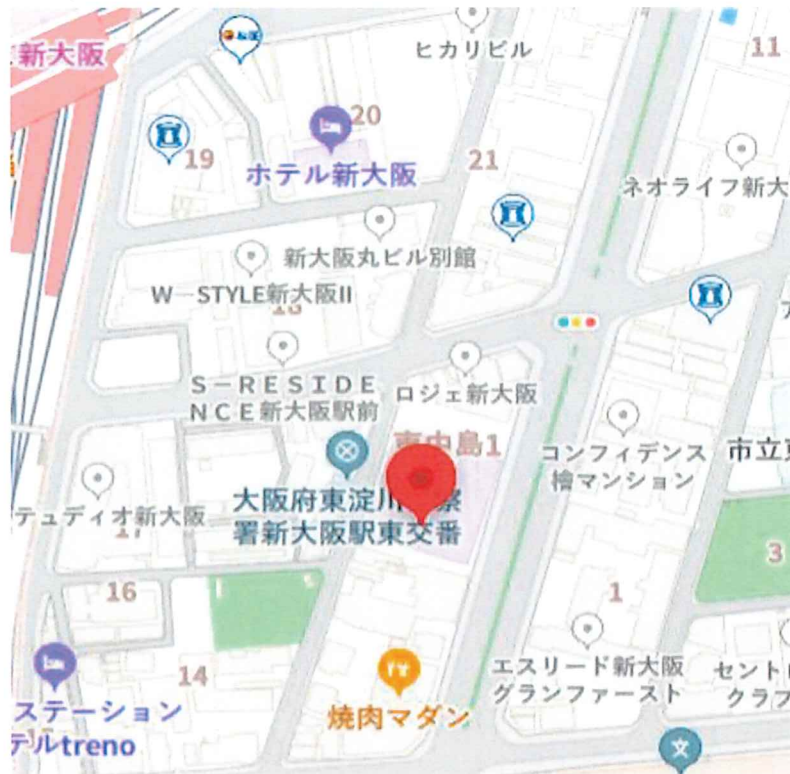 ヒカリビル
新大阪
11
20
19
ホテル新大阪
21
ネオライフ新大
新大阪丸ビル別館
W-STYLE新大阪II
S-RESIDE
NCE新大阪駅前
ロジェ新大阪
東中島1
コンフィデンス
檜マンション
市立東
大阪府東淀川警察
署新大阪駅東交番
テュディオ新大阪
17
3
16
1
14
エスリード新大阪
グランファースト
セント
クラブ
焼肉マダン
ステーション
テルtreno
文